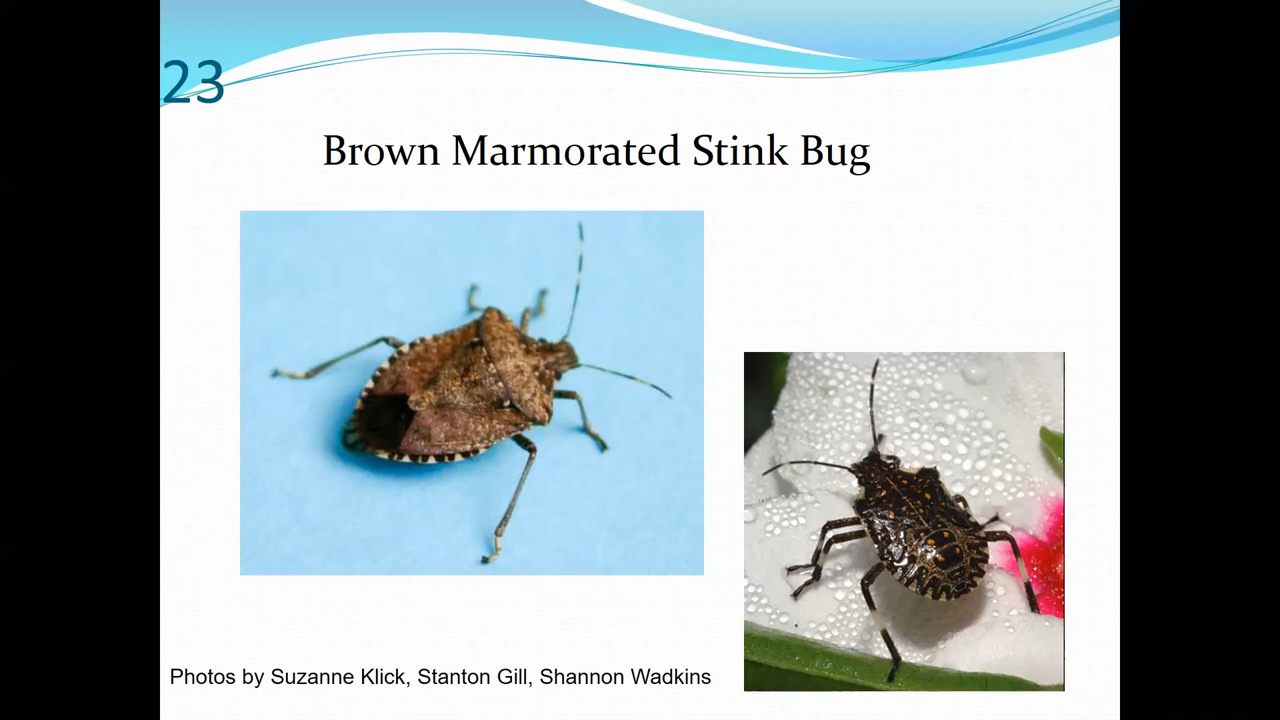 23
Brown Marmorated Stink Bug
Photos by Suzanne Klick, Stanton Gill, Shannon Wadkins